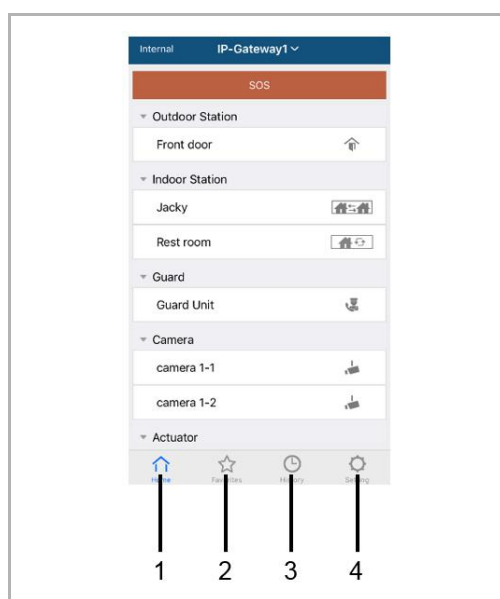 Internal IP-Gateway1
SOS
Outdoor Station
Front door
Indoor Station
Jacky
Rest room
Guard
Guard Unit
Camera
camera 1-1
camera 1-2
Actuator
Home Favorites History Setting
1 2 3 4